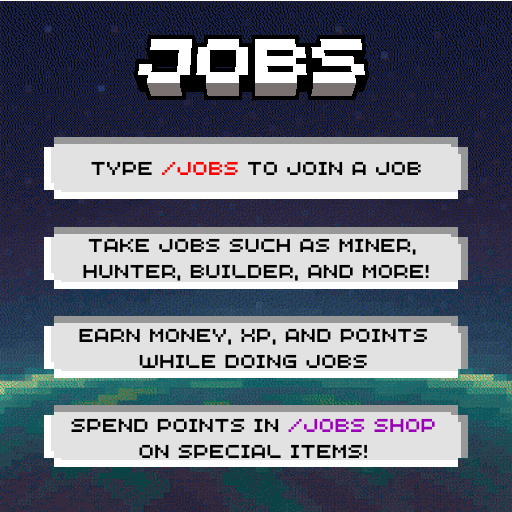 JOBS
TYPE /JOBS TO JOIN A JOB
TAKE JOBS SUCH AS MINER,
HUNTER, BUILDER, AND MORE!
EARN MONEY, XP, AND POINTS
WHILE DOING JOBS
SPEND POINTS IN /JOBS SHOP
ON SPECIAL ITEMS!